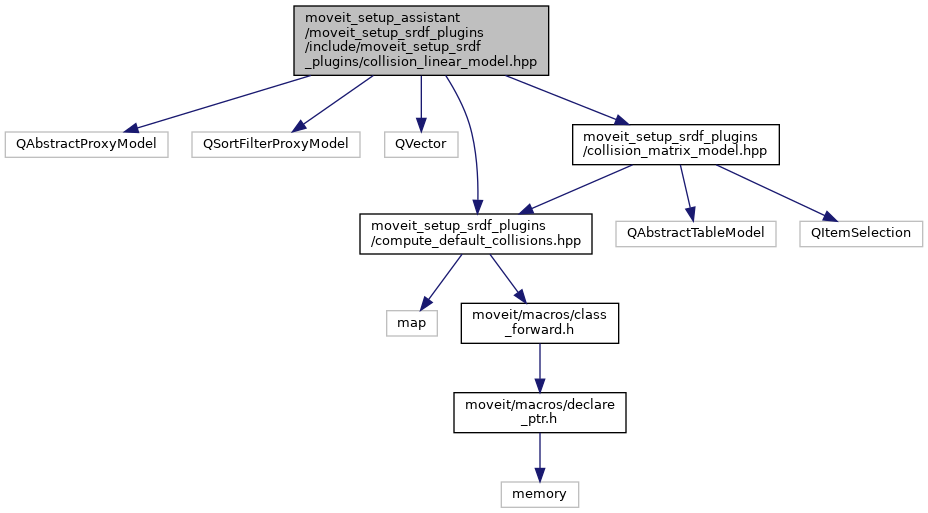 moveit_setup_assistant
/moveit_setup_srdf_plugins
/include/moveit_setup_srdf
_plugins/collision_linear_model.hpp
QAbstractProxyModel
QSortFilterProxyModel
QVector
moveit_setup_srdf_plugins
/collision_matrix_model.hpp
moveit_setup_srdf_plugins
/compute_default_collisions.hpp
QAbstractTableModel
QItemSelection
map
moveit/macros/class
_forward.h
moveit/macros/declare
_ptr.h
memory